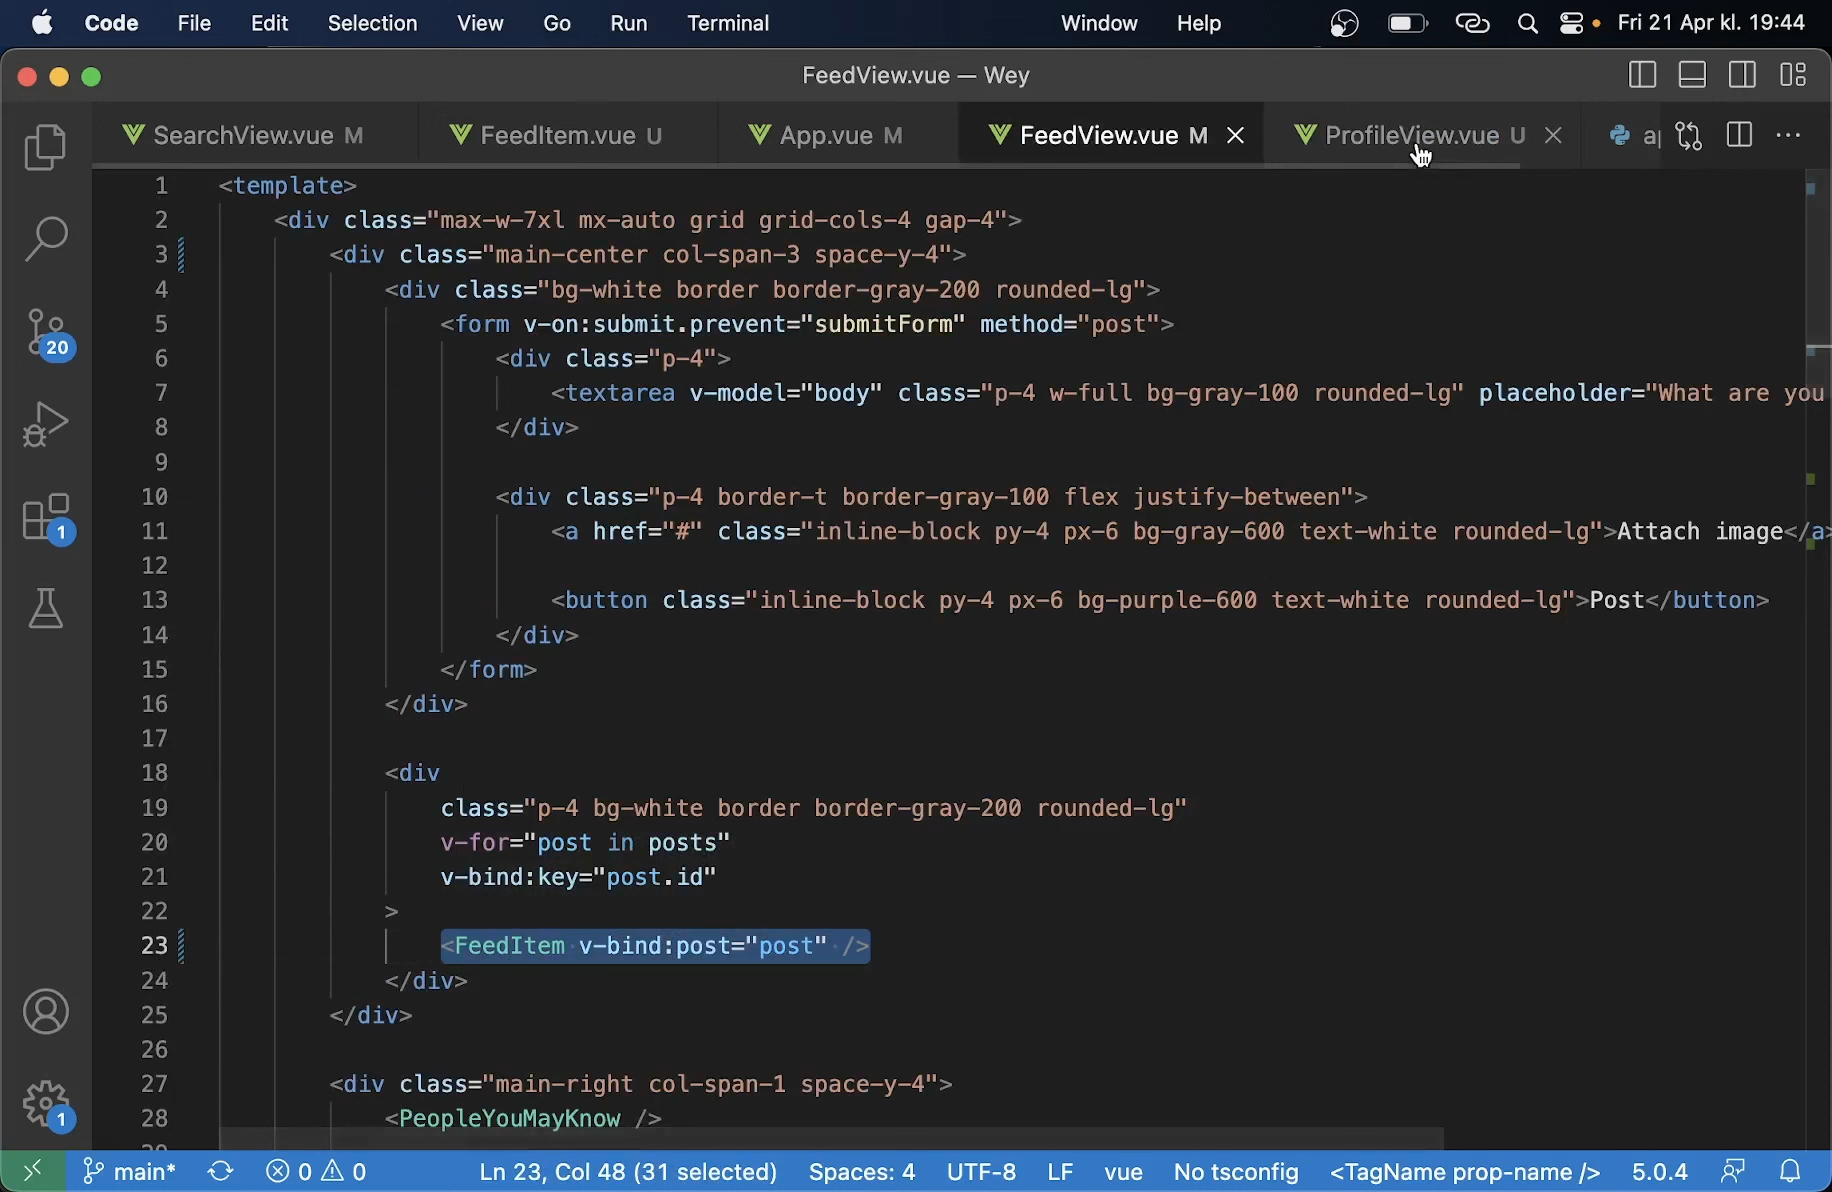 Code File Edit Selection View Go Run Terminal Window Help Fri 21 Apr kl. 19:44
FeedView.vue — Wey
SearchView.vue M FeedItem.vue U App.vue M FeedView.vue M ProfileView.vue U
1 <template>
2 <div class="max-w-7xl mx-auto grid grid-cols-4 gap-4">
3 <div class="main-center col-span-3 space-y-4">
4 <div class="bg-white border border-gray-200 rounded-lg">
5 <form v-on:submit.prevent="submitForm" method="post">
6 <div class="p-4">
7 <textarea v-model="body" class="p-4 w-full bg-gray-100 rounded-lg" placeholder="What are you
8 </div>
9
10 <div class="p-4 border-t border-gray-100 flex justify-between">
11 <a href="#" class="inline-block py-4 px-6 bg-gray-600 text-white rounded-lg">Attach image</a>
12
13 <button class="inline-block py-4 px-6 bg-purple-600 text-white rounded-lg">Post</button>
14 </div>
15 </form>
16 </div>
17
18 <div
19 class="p-4 bg-white border border-gray-200 rounded-lg"
20 v-for="post in posts"
21 v-bind:key="post.id"
22 >
23 <FeedItem v-bind:post="post" />
24 </div>
25 </div>
26
27 <div class="main-right col-span-1 space-y-4">
28 <PeopleYouMayKnow />
20
1
1
main* 0 0 Ln 23, Col 48 (31 selected) Spaces: 4 UTF-8 LF vue No tsconfig <TagName prop-name /> 5.0.4